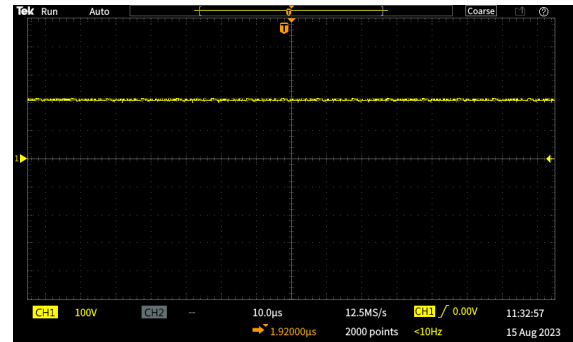 Tek Run Auto Coarse
T
T
1
CH1 100V CH2 -- 10.0µs 12.5MS/s CH1 0.00V 11:32:57
1.92000µs 2000 points <10Hz 15 Aug 2023